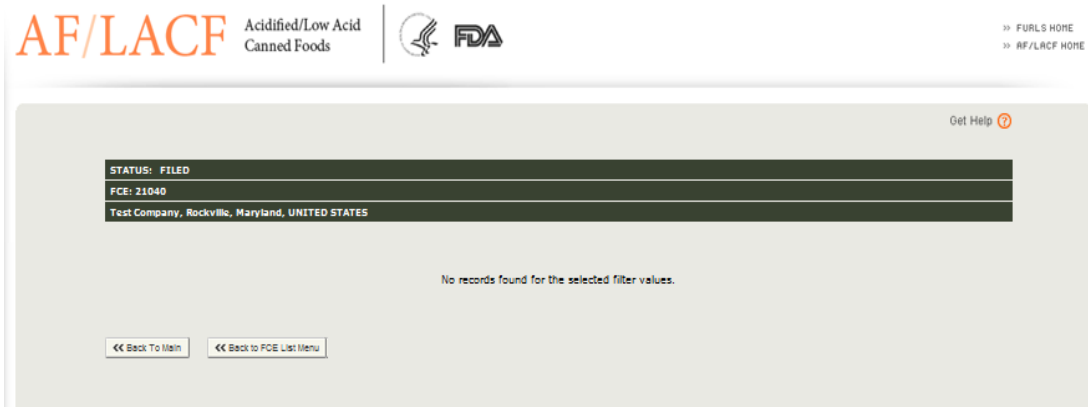 AF/LACF Acidified/Low Acid
Canned Foods
FDA
>> FURLS HOME
>> AF/LACF HOME
Get Help ?
STATUS: FILED
FCE: 21040
Test Company, Rockville, Maryland, UNITED STATES
No records found for the selected filter values.
<< Back To Main
<< Back to FCE List Menu